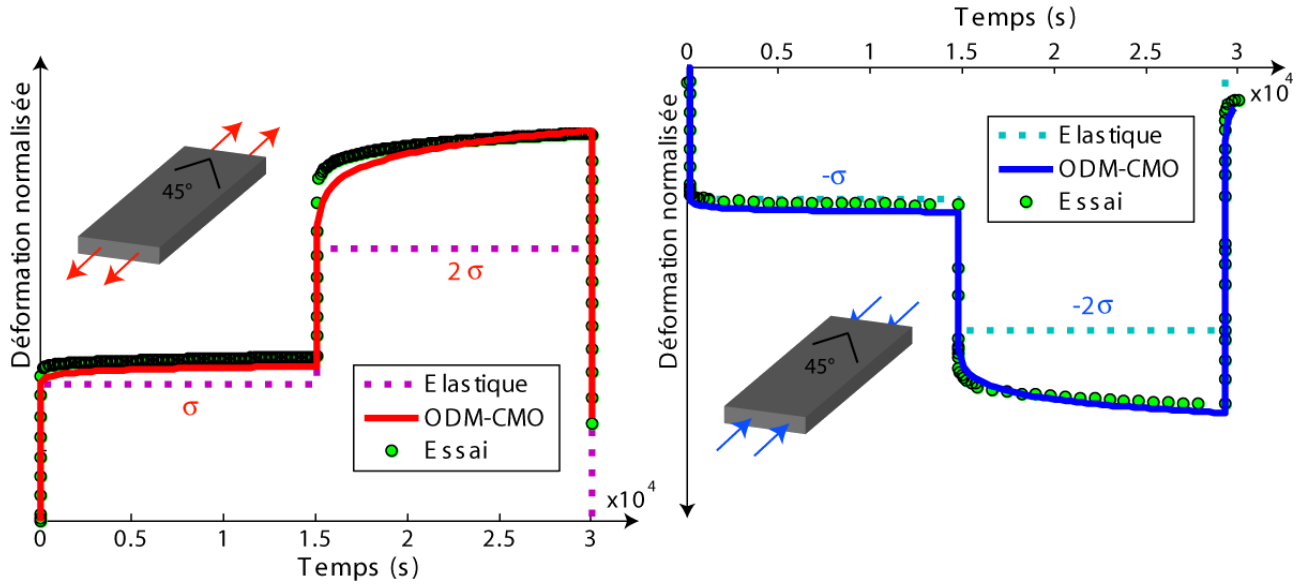 Déformation normalisée
45°
2 σ
σ
Elastique
ODM-CMO
Essai
x10⁴
0 0.5 1 1.5 2 2.5 3
Temps (s)
Temps (s)
0 0.5 1 1.5 2 3
x10⁴
Déformation normalisée
Elastique
ODM-CMO
Essai
-σ
-2σ
45°